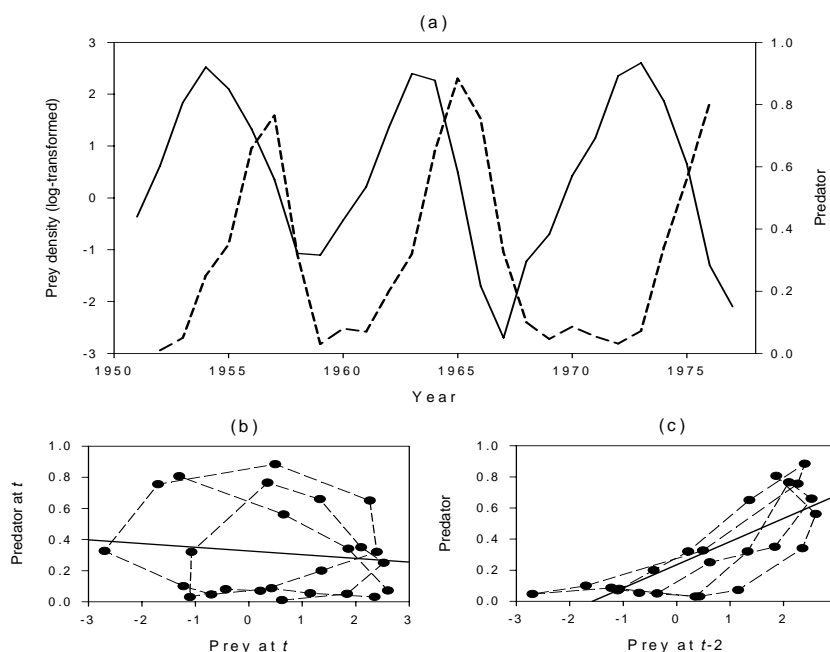 (a)
3
2
1
0
-1
-2
-3
Prey density (log-transformed)
1.0
0.8
0.6
0.4
0.2
0.0
Predator
1950 1955 1960 1965 1970 1975
Year
(b)
1.0
0.8
0.6
0.4
0.2
0.0
Predator at t
-3 -2 -1 0 1 2 3
Prey at t
(c)
1.0
0.8
0.6
0.4
0.2
0.0
Predator
-3 -2 -1 0 1 2
Prey at t-2